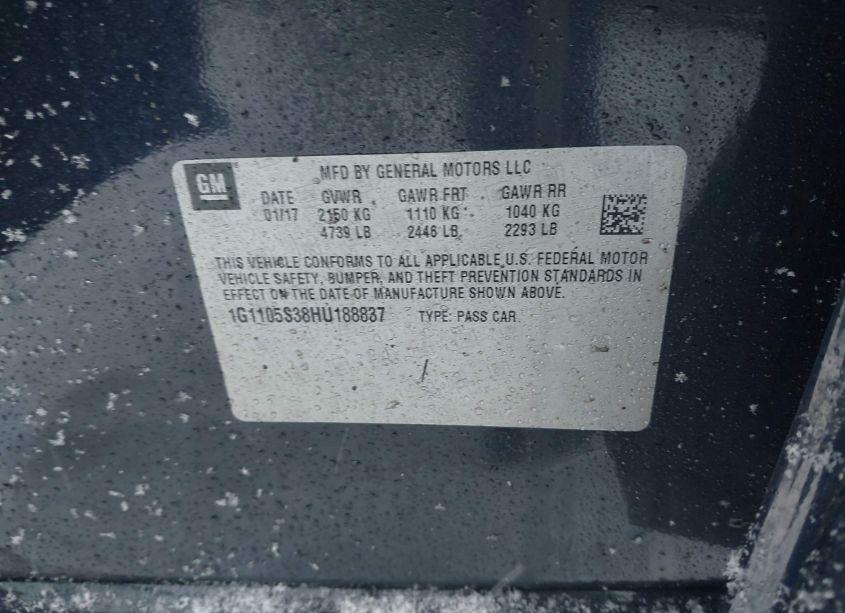 GM
MFD BY GENERAL MOTORS LLC
DATE GVWR GAWR FRT GAWR RR
01/17 2150 KG 1110 KG 1040 KG
4739 LB 2446 LB 2293 LB
THIS VEHICLE CONFORMS TO ALL APPLICABLE U.S. FEDERAL MOTOR
VEHICLE SAFETY, BUMPER, AND THEFT PREVENTION STANDARDS IN
EFFECT ON THE DATE OF MANUFACTURE SHOWN ABOVE.
1G1105S38HU188837 TYPE: PASS CAR
/